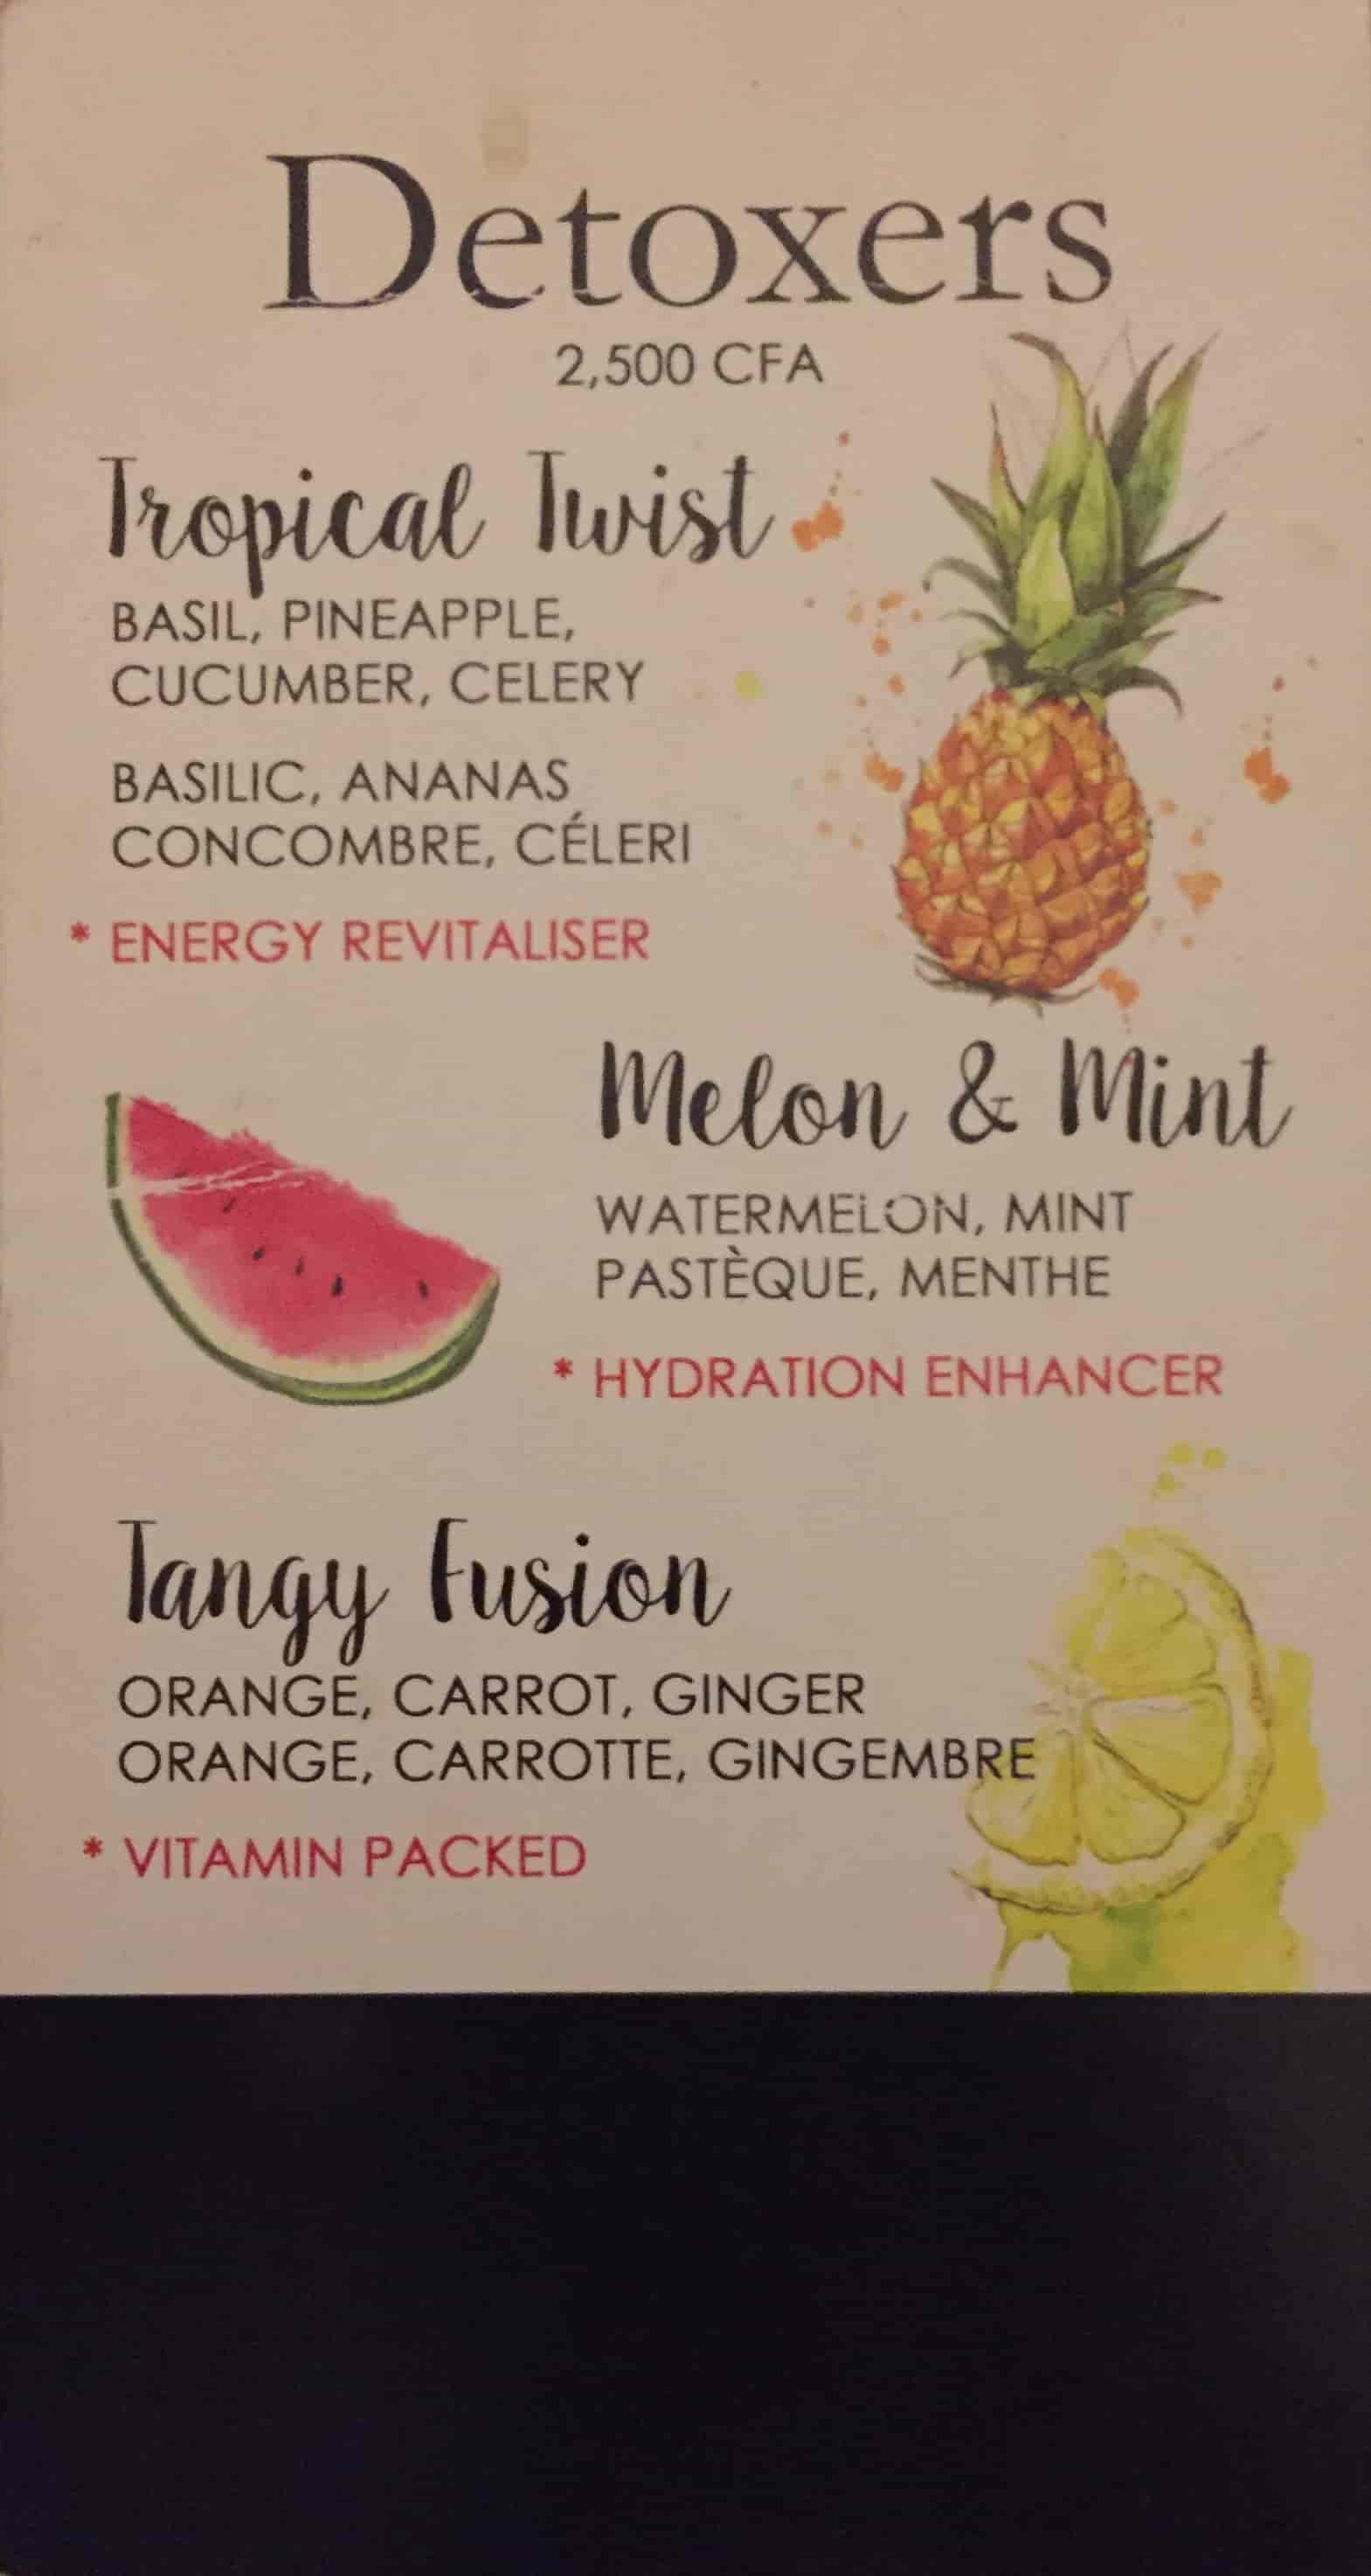 Detoxers
2,500 CFA
Tropical Twist
BASIL, PINEAPPLE,
CUCUMBER, CELERY
BASILIC, ANANAS
CONCOMBRE, CÉLERI
* ENERGY REVITALISER
Melon & Mint
WATERMELON, MINT
PASTÈQUE, MENTHE
* HYDRATION ENHANCER
Tangy Fusion
ORANGE, CARROT, GINGER
ORANGE, CARROTTE, GINGEMBRE
* VITAMIN PACKED